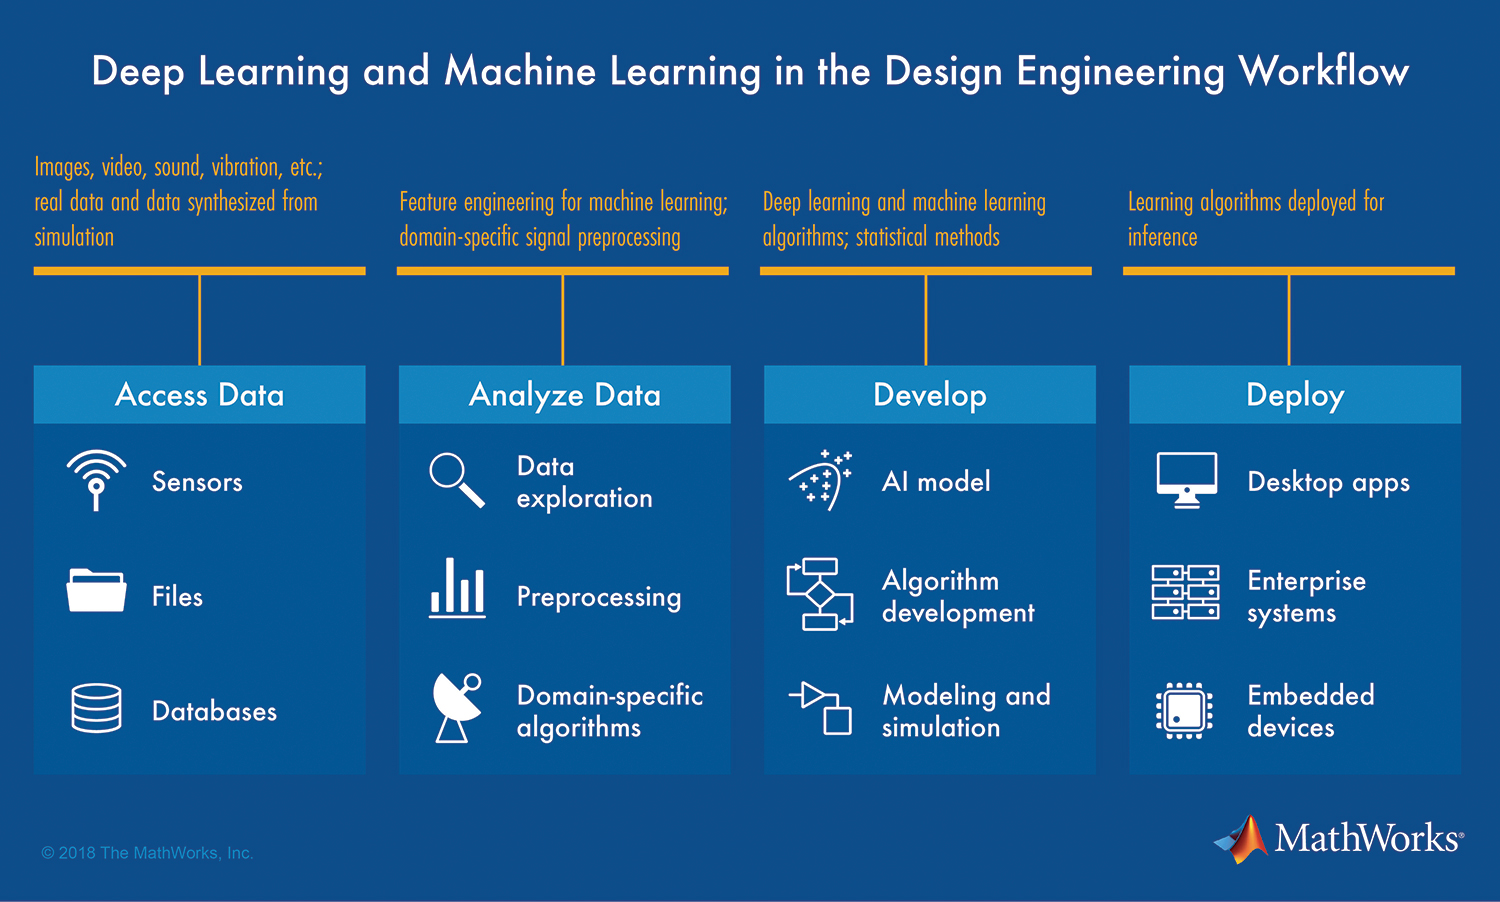 Deep Learning and Machine Learning in the Design Engineering Workflow
Images, video, sound, vibration, etc.;
real data and data synthesized from
simulation
Feature engineering for machine learning;
domain-specific signal preprocessing
Deep learning and machine learning
algorithms; statistical methods
Learning algorithms deployed for
inference
Access Data
Sensors
Files
Databases
Analyze Data
Data
exploration
Preprocessing
Domain-specific
algorithms
Develop
AI model
Algorithm
development
Modeling and
simulation
Deploy
Desktop apps
Enterprise
systems
Embedded
devices
© 2018 The MathWorks, Inc.
MathWorks®